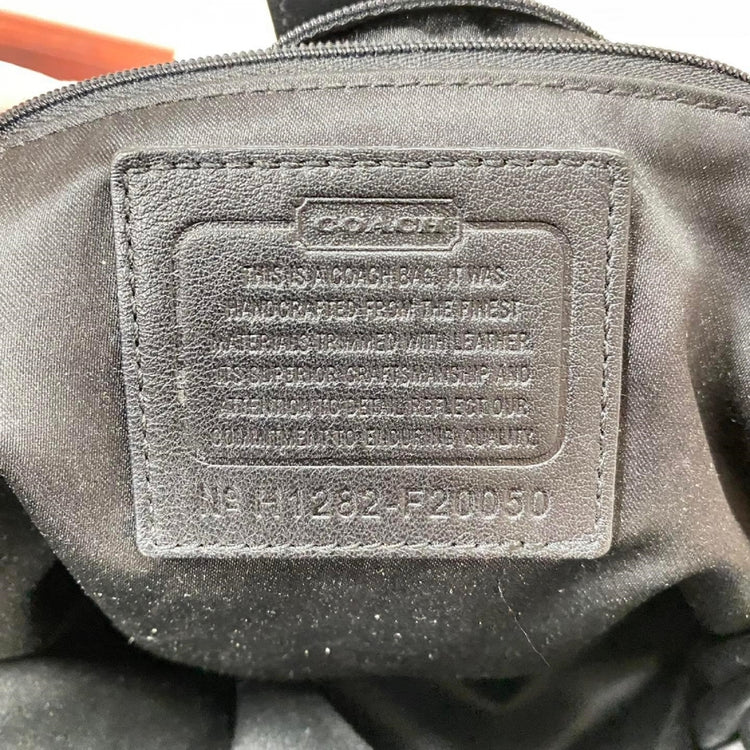 COACH
THIS IS A COACH BAG. IT WAS
HANDCRAFTED FROM THE FINEST
MATERIALS TRIMMED WITH LEATHER.
ITS SUPERIOR CRAFTSMANSHIP AND
ATTENTION TO DETAIL REFLECT OUR
COMMITMENT TO ENDURING QUALITY.
Nº H1282-F20050